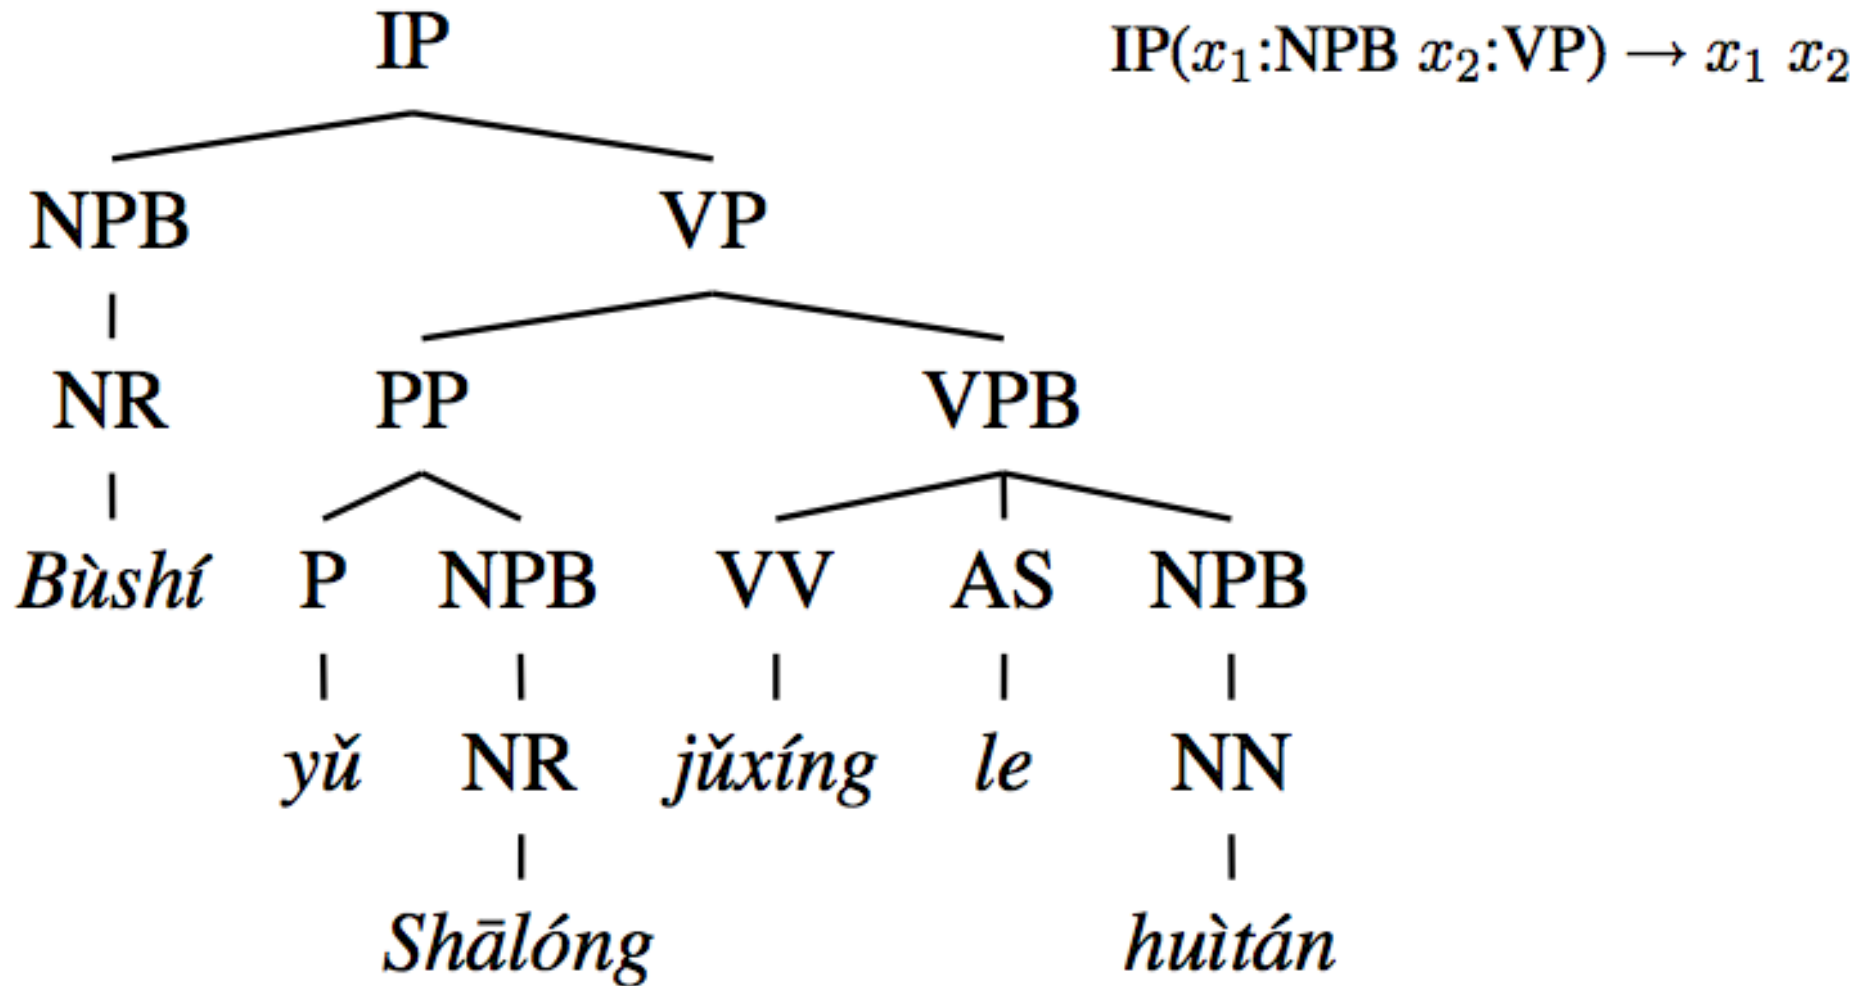 IP IP(x₁:NPB x₂:VP) → x₁ x₂
NPB VP
NR PP VPB
Bùshí P NPB VV AS NPB
yǔ NR jǔxíng le NN
Shālóng huìtán